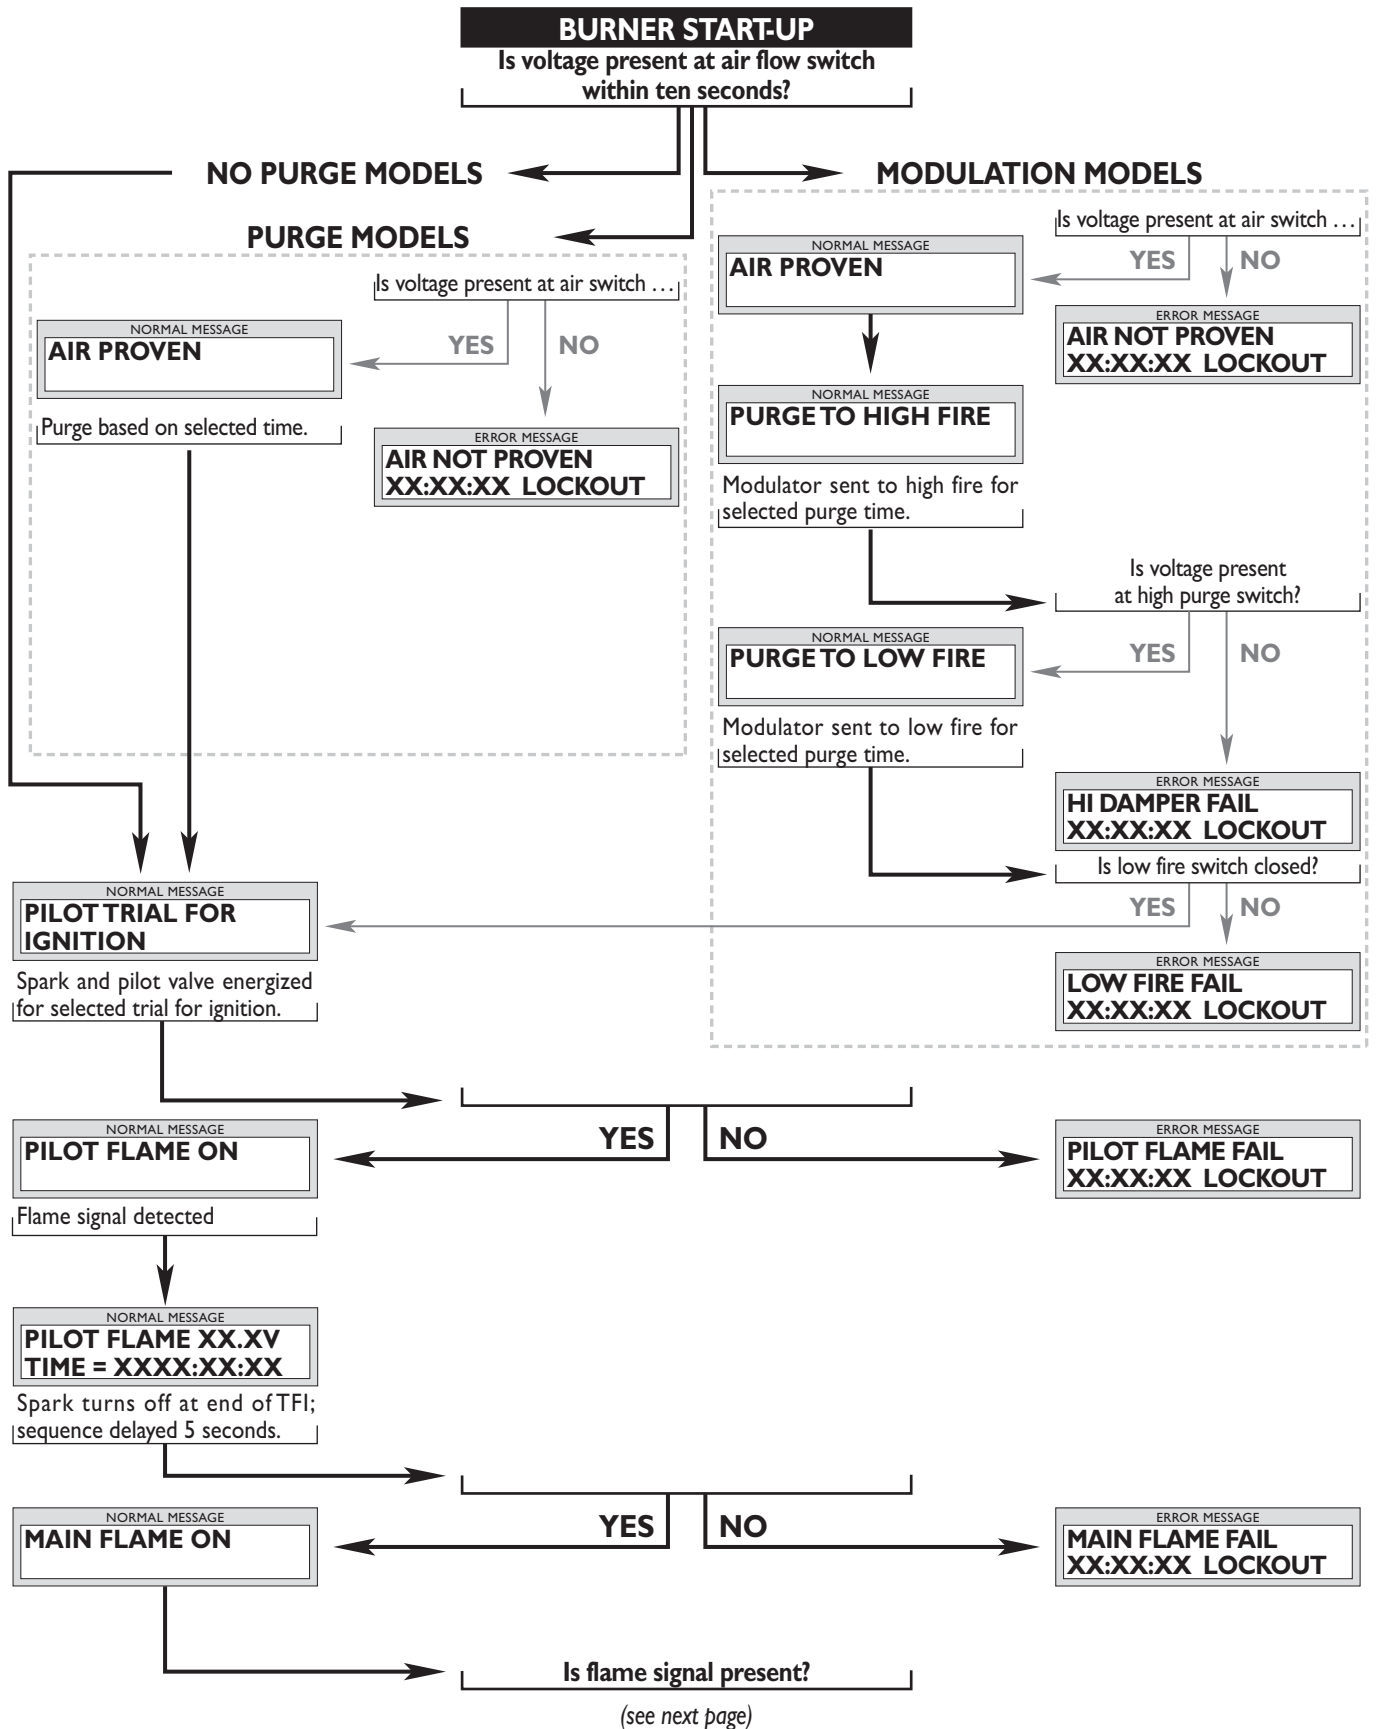 BURNER START-UP
Is voltage present at air flow switch
within ten seconds?
NO PURGE MODELS
MODULATION MODELS
PURGE MODELS
Is voltage present at air switch …
YES
NO
NORMAL MESSAGE
AIR PROVEN
Purge based on selected time.
ERROR MESSAGE
AIR NOT PROVEN
XX:XX:XX LOCKOUT
Is voltage present at air switch …
YES
NO
NORMAL MESSAGE
AIR PROVEN
ERROR MESSAGE
AIR NOT PROVEN
XX:XX:XX LOCKOUT
NORMAL MESSAGE
PURGE TO HIGH FIRE
Modulator sent to high fire for
selected purge time.
Is voltage present
at high purge switch?
YES
NO
NORMAL MESSAGE
PURGE TO LOW FIRE
Modulator sent to low fire for
selected purge time.
ERROR MESSAGE
HI DAMPER FAIL
XX:XX:XX LOCKOUT
Is low fire switch closed?
YES
NO
ERROR MESSAGE
LOW FIRE FAIL
XX:XX:XX LOCKOUT
NORMAL MESSAGE
PILOT TRIAL FOR
IGNITION
Spark and pilot valve energized
for selected trial for ignition.
YES
NO
NORMAL MESSAGE
PILOT FLAME ON
ERROR MESSAGE
PILOT FLAME FAIL
XX:XX:XX LOCKOUT
Flame signal detected
NORMAL MESSAGE
PILOT FLAME XX.XV
TIME = XXXX:XX:XX
Spark turns off at end of TFI;
sequence delayed 5 seconds.
YES
NO
NORMAL MESSAGE
MAIN FLAME ON
ERROR MESSAGE
MAIN FLAME FAIL
XX:XX:XX LOCKOUT
Is flame signal present?
(see next page)